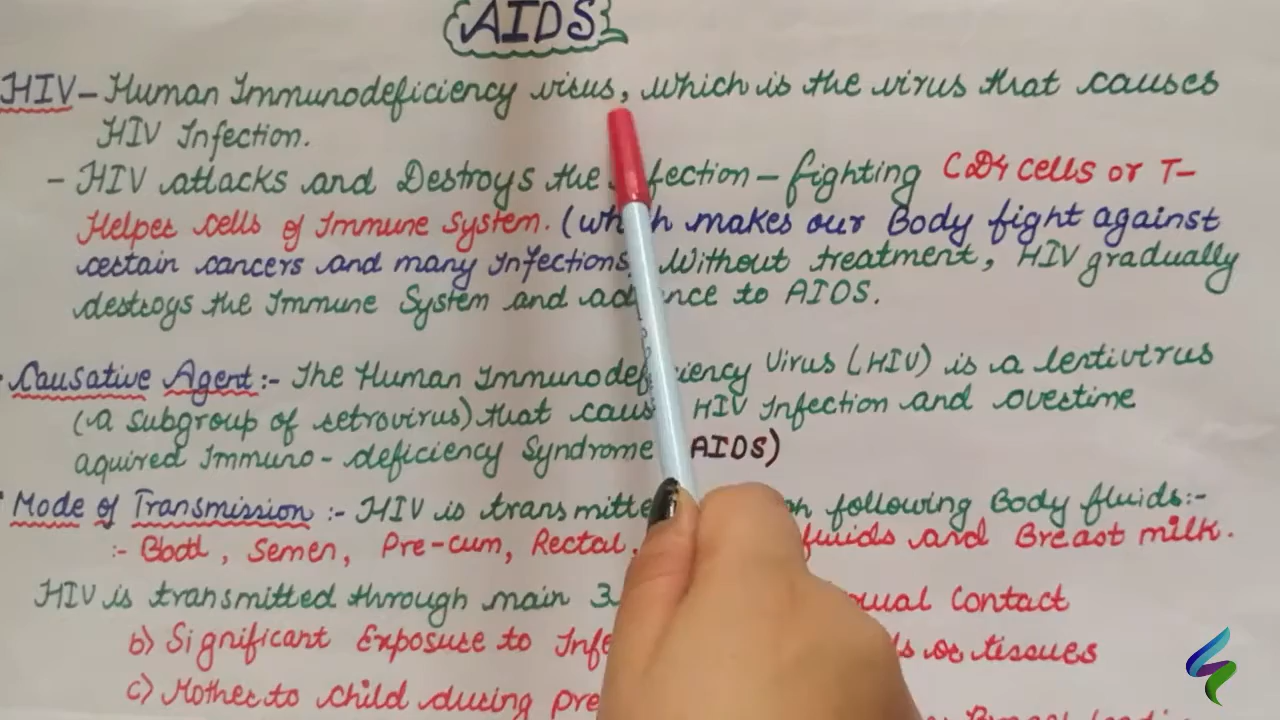 AIDS
HIV - Human Immunodeficiency virus, which is the virus that causes
HIV Infection.
- HIV attacks and Destroys the fection - fighting CD4 cells or T-
Helper cells of Immune System. (wh h makes our Body fight against
certain cancers and many Infections Without treatment, HIV gradually
destroys the Immune System and ad nce to AIDS.
Causative Agent :- The Human Immunodef iciency Virus (HIV) is a lentivirus
(a subgroup of retrovirus) that caus HIV Infection and overtime
aquired Immuno - deficiency Syndrome AIDS)
Mode of Transmission :- HIV is transmitte following Body fluids :-
:- Blood, Semen, Pre-cum, Rectal, fluids and Breast milk.
HIV is transmitted through main 3 Contact
b) Significant Exposure to Infe or tissues
c) Mother to child during pre